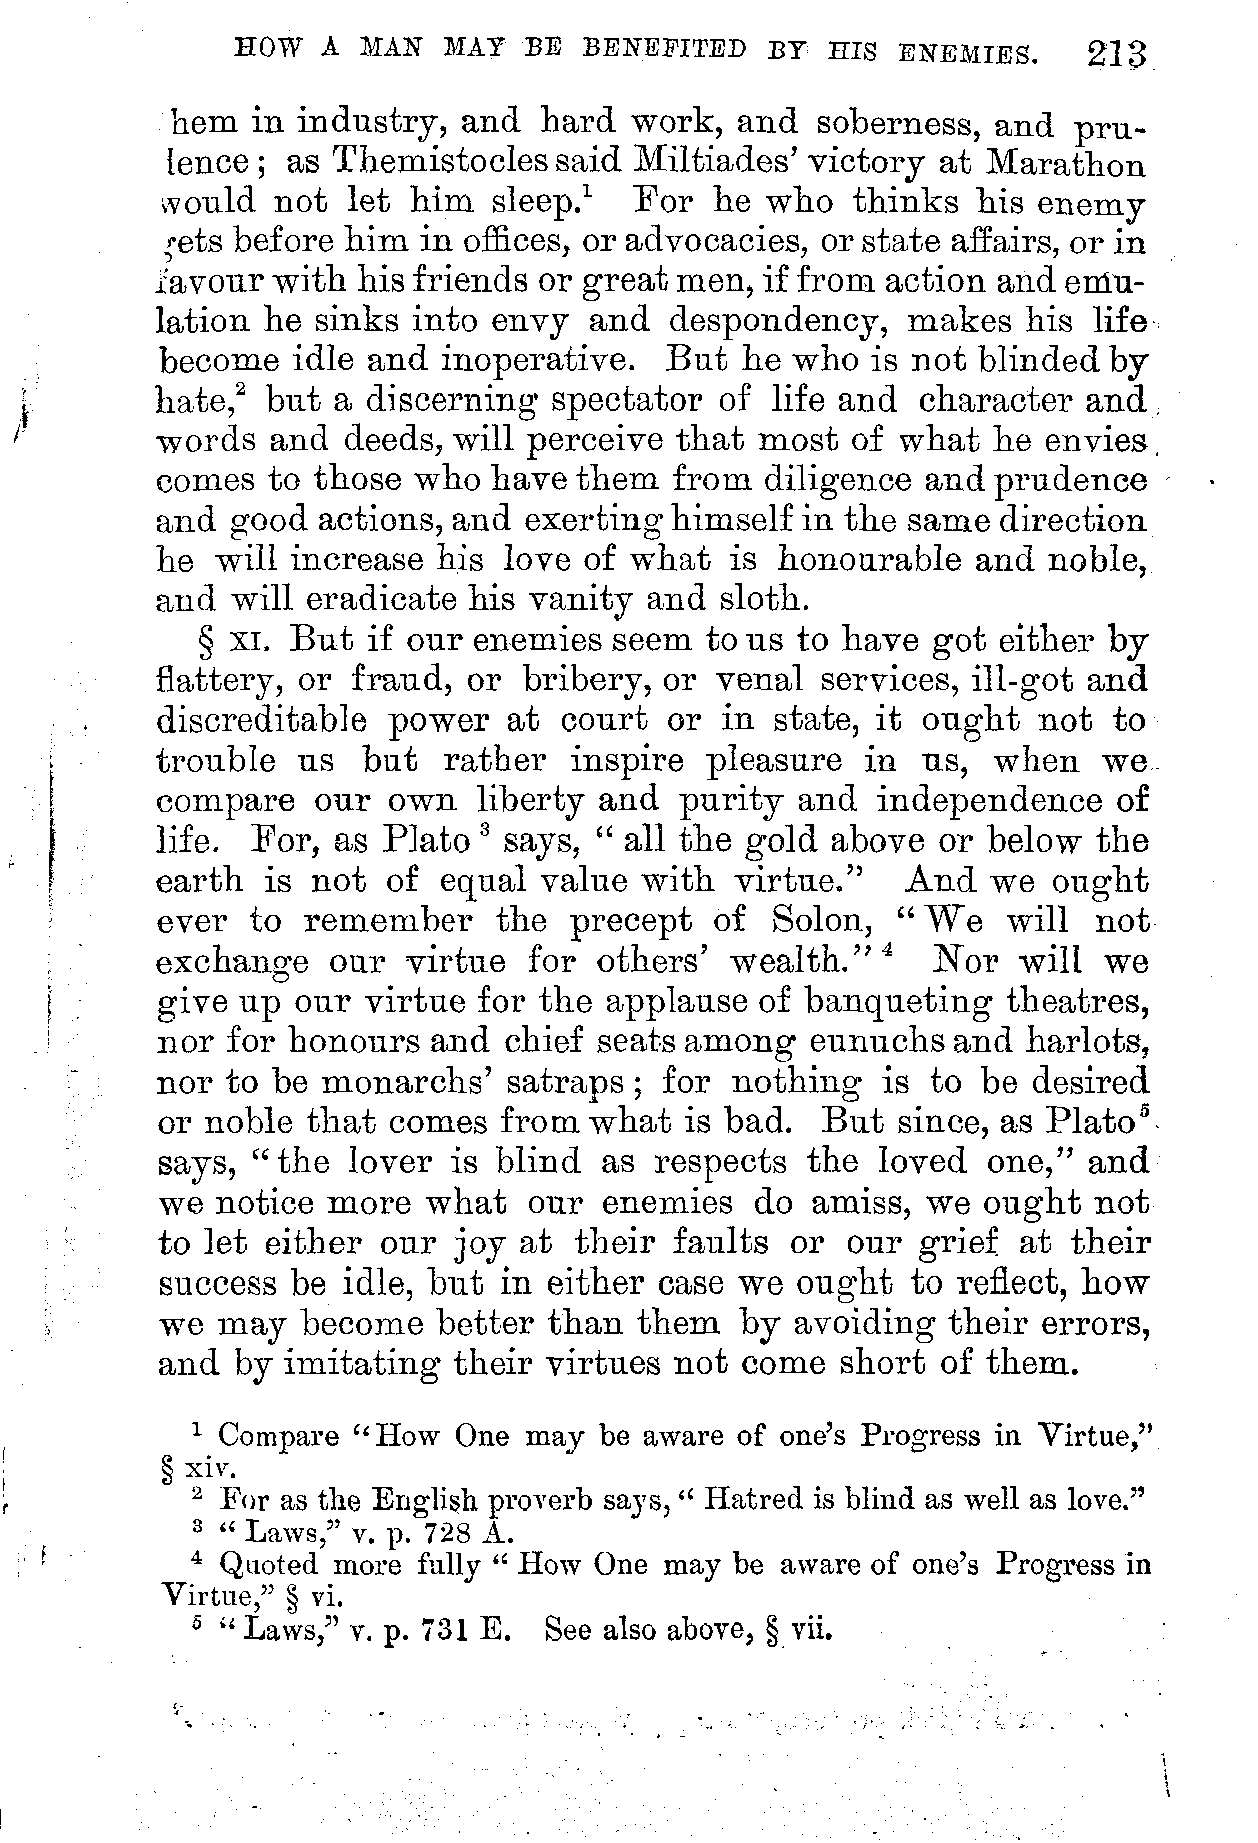 HOW A MAN MAY BE BENEFITED BY HIS ENEMIES. 213
hem in industry, and hard work, and soberness, and pru-
lence; as Themistocles said Miltiades' victory at Marathon
would not let him sleep.¹ For he who thinks his enemy
gets before him in offices, or advocacies, or state affairs, or in
favour with his friends or great men, if from action and emu-
lation he sinks into envy and despondency, makes his life
become idle and inoperative. But he who is not blinded by
hate,² but a discerning spectator of life and character and
words and deeds, will perceive that most of what he envies
comes to those who have them from diligence and prudence
and good actions, and exerting himself in the same direction
he will increase his love of what is honourable and noble,
and will eradicate his vanity and sloth.
§ XI. But if our enemies seem to us to have got either by
flattery, or fraud, or bribery, or venal services, ill-got and
discreditable power at court or in state, it ought not to
trouble us but rather inspire pleasure in us, when we
compare our own liberty and purity and independence of
life. For, as Plato³ says, "all the gold above or below the
earth is not of equal value with virtue." And we ought
ever to remember the precept of Solon, "We will not
exchange our virtue for others' wealth."⁴ Nor will we
give up our virtue for the applause of banqueting theatres,
nor for honours and chief seats among eunuchs and harlots,
nor to be monarchs' satraps; for nothing is to be desired
or noble that comes from what is bad. But since, as Plato⁵
says, "the lover is blind as respects the loved one," and
we notice more what our enemies do amiss, we ought not
to let either our joy at their faults or our grief at their
success be idle, but in either case we ought to reflect, how
we may become better than them by avoiding their errors,
and by imitating their virtues not come short of them.
¹ Compare "How One may be aware of one's Progress in Virtue,"
§ xiv.
² For as the English proverb says, "Hatred is blind as well as love."
³ "Laws," v. p. 728 A.
⁴ Quoted more fully "How One may be aware of one's Progress in
Virtue," § vi.
⁵ "Laws," v. p. 731 E. See also above, § vii.